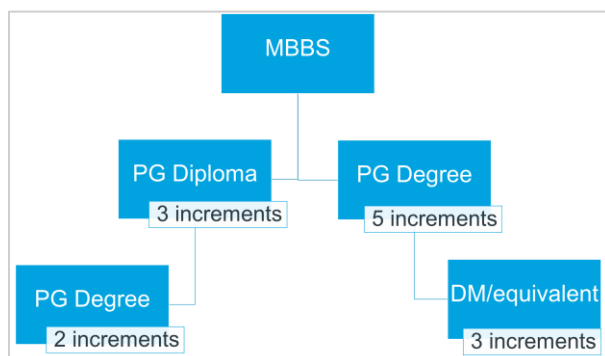 MBBS
PG Diploma
3 increments
PG Degree
5 increments
PG Degree
2 increments
DM/equivalent
3 increments